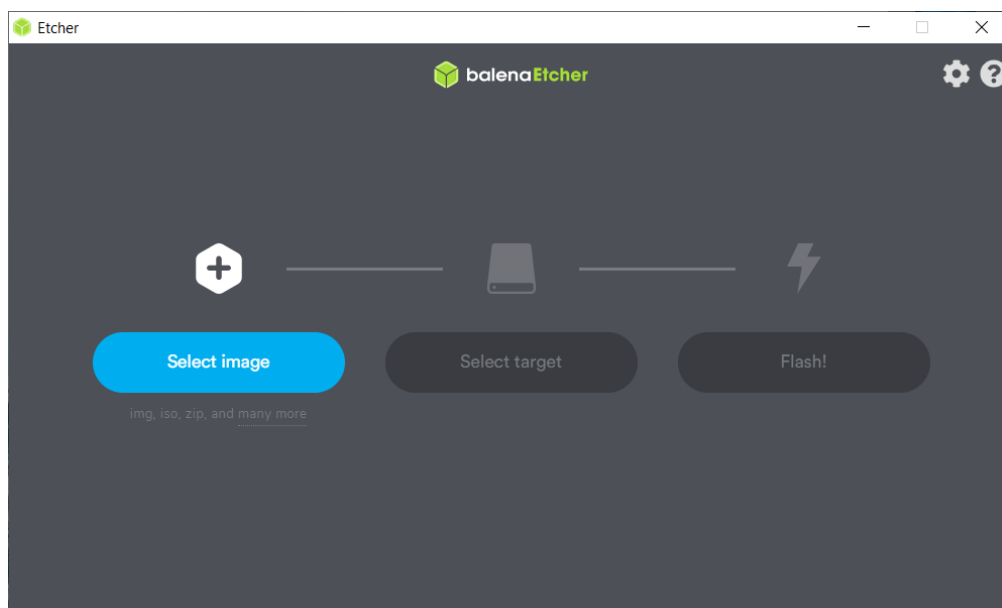 Etcher
balenaEtcher
Select image
Select target
Flash!
img, iso, zip, and many more